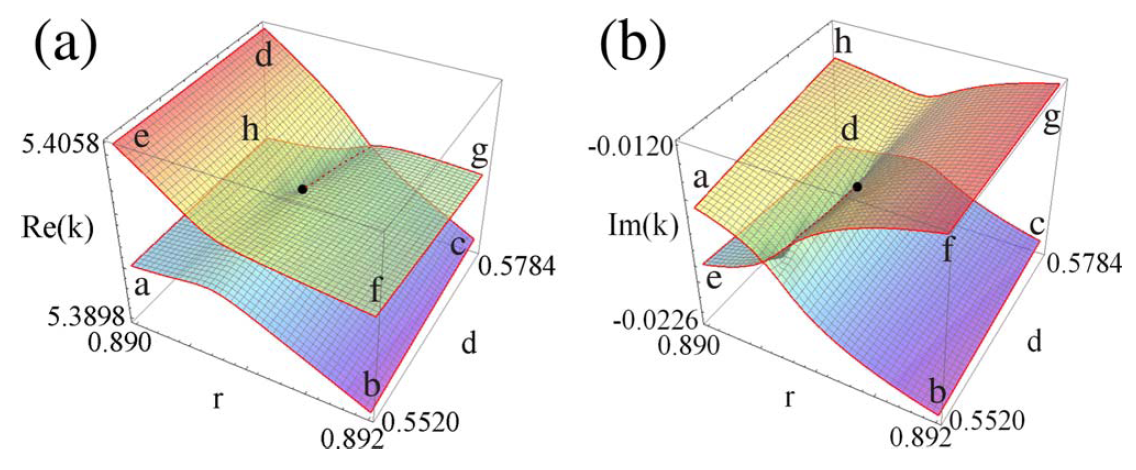 (a)
d
e
h
g
5.4058
Re(k)
a
c
f
0.5784
5.3898
0.890
d
b
r
0.5520
0.892
(b)
h
d
g
-0.0120
a
Im(k)
c
f
e
0.5784
-0.0226
0.890
d
b
r
0.5520
0.892